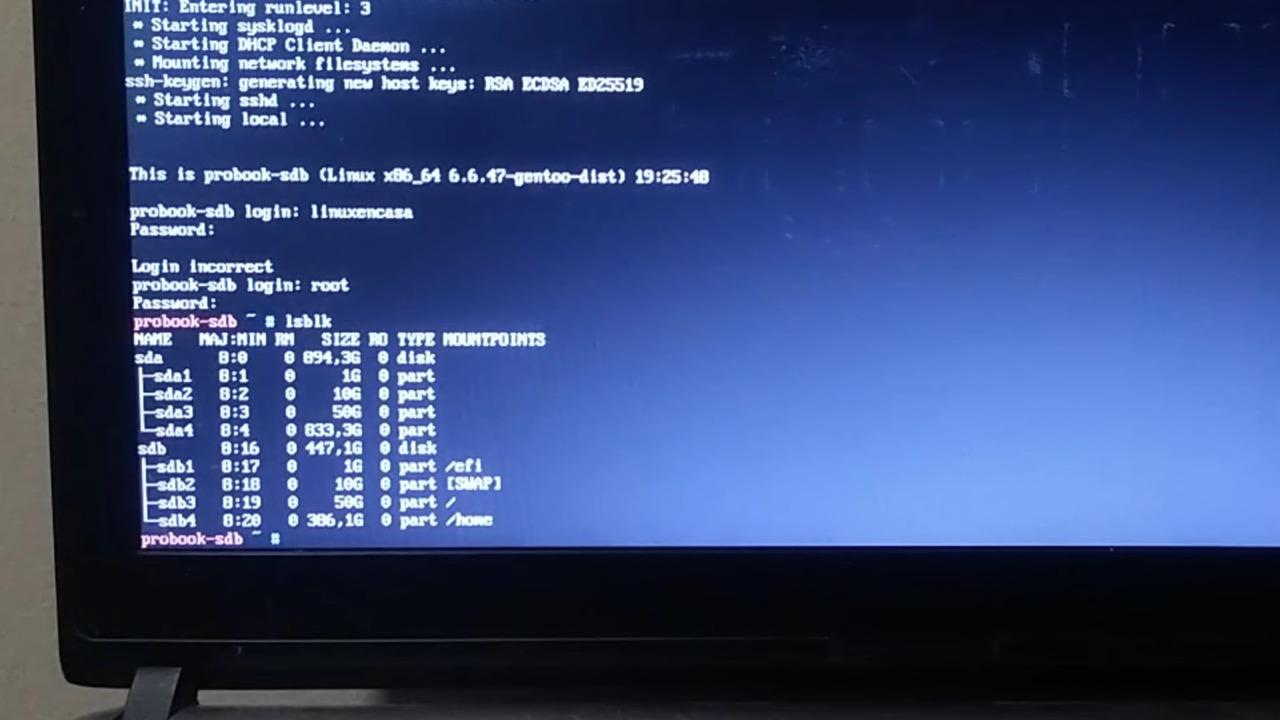 INIT: Entering runlevel: 3
* Starting sysklogd ...
* Starting DHCP Client Daemon ...
* Mounting network filesystems ...
ssh-keygen: generating new host keys: RSA ECDSA ED25519
* Starting sshd ...
* Starting local ...
This is probook-sdb (Linux x86_64 6.6.47-gentoo-dist) 19:25:48
probook-sdb login: linuxencasa
Password:
Login incorrect
probook-sdb login: root
Password:
probook-sdb ~ # lsblk
NAME MAJ:MIN RM SIZE RO TYPE MOUNTPOINTS
sda 8:0 0 894,3G 0 disk
├─sda1 8:1 0 1G 0 part
├─sda2 8:2 0 10G 0 part
├─sda3 8:3 0 50G 0 part
└─sda4 8:4 0 833,3G 0 part
sdb 8:16 0 447,1G 0 disk
├─sdb1 8:17 0 1G 0 part /efi
├─sdb2 8:18 0 10G 0 part [SWAP]
├─sdb3 8:19 0 50G 0 part /
└─sdb4 8:20 0 386,1G 0 part /home
probook-sdb ~ #